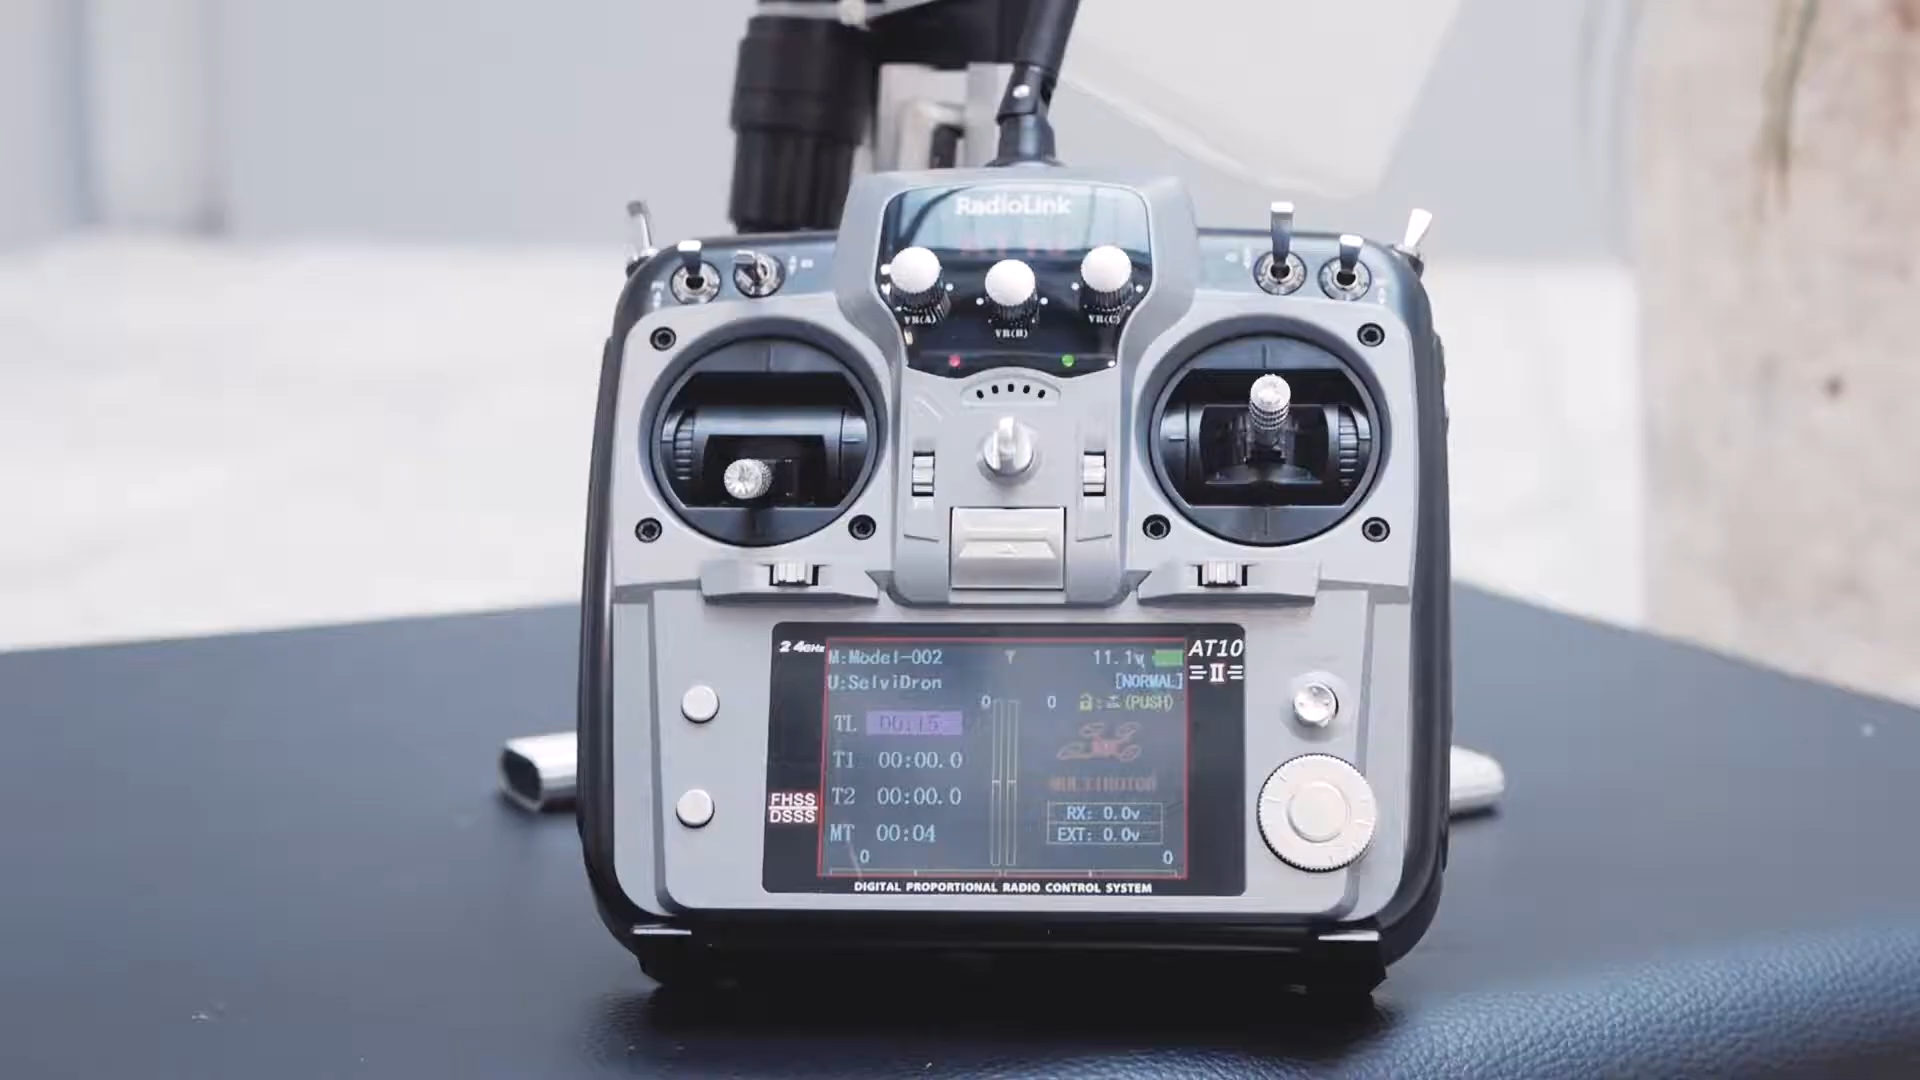 RadioLink
VR(A)
VR(B)
VR(C)
2.4GHz
M:Model-002
11.1v
AT10
II
U:SelviDron
[NORMAL]
0
0
:(PUSH)
TL 00:15
T1 00:00.0
T2 00:00.0
MULTIROTOR
RX: 0.0v
FHSS
DSSS
MT 00:04
EXT: 0.0v
0
0
DIGITAL PROPORTIONAL RADIO CONTROL SYSTEM